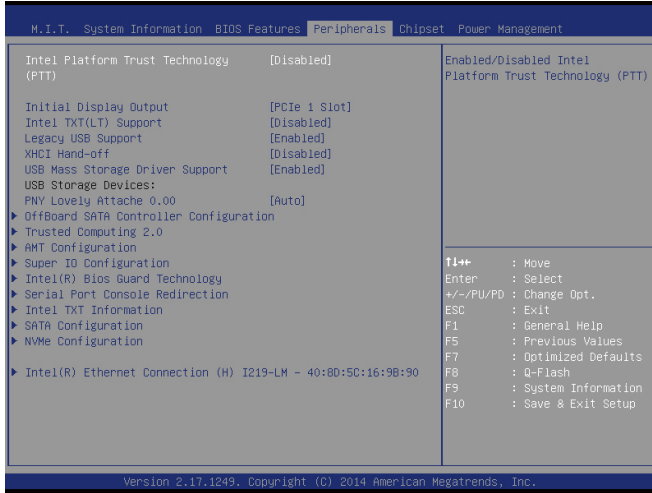 M.I.T. System Information BIOS Features Peripherals Chipset Power Management
Intel Platform Trust Technology (PTT) [Disabled]
Initial Display Output [PCIe 1 Slot]
Intel TXT(LT) Support [Disabled]
Legacy USB Support [Enabled]
XHCI Hand-off [Disabled]
USB Mass Storage Driver Support [Enabled]
USB Storage Devices:
PNY Lovely Attache 0.00 [Auto]
OffBoard SATA Controller Configuration
Trusted Computing 2.0
AMT Configuration
Super IO Configuration
Intel(R) Bios Guard Technology
Serial Port Console Redirection
Intel TXT Information
SATA Configuration
NVMe Configuration
Intel(R) Ethernet Connection (H) I219-LM - 40:8D:5C:16:9B:90
Enabled/Disabled Intel
Platform Trust Technology (PTT)
↑↓→← : Move
Enter : Select
+/-/PU/PD : Change Opt.
ESC : Exit
F1 : General Help
F5 : Previous Values
F7 : Optimized Defaults
F8 : Q-Flash
F9 : System Information
F10 : Save & Exit Setup
Version 2.17.1249. Copyright (C) 2014 American Megatrends, Inc.